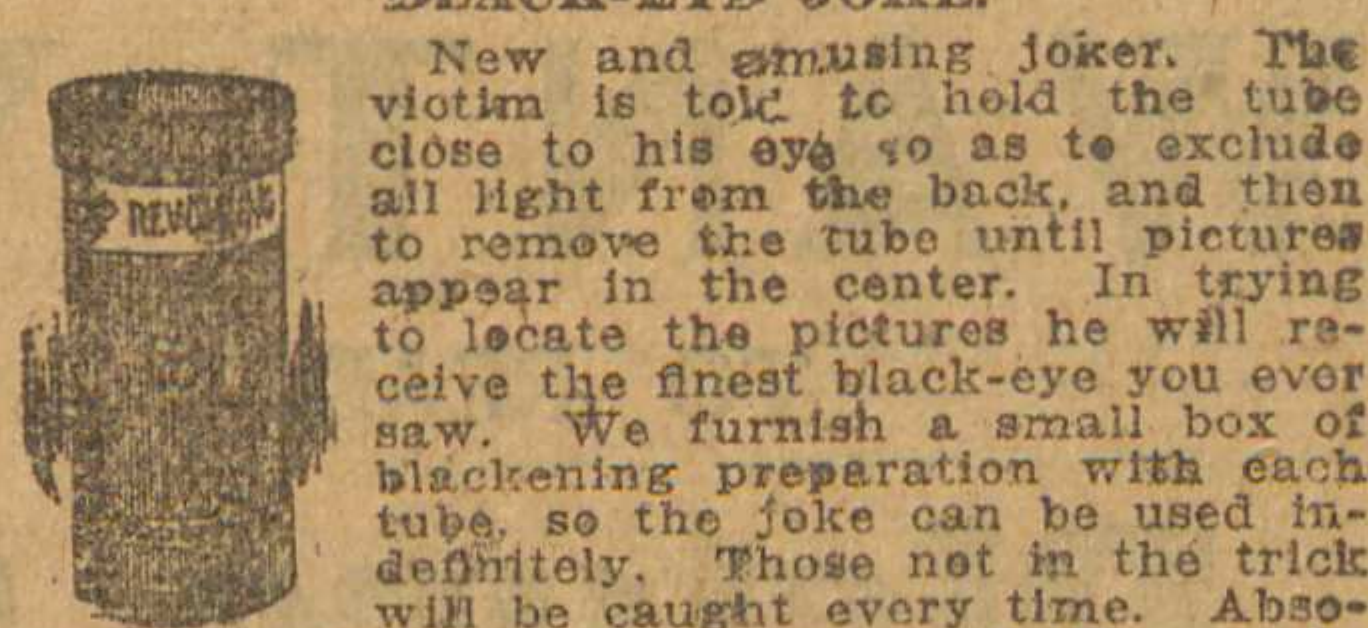 BLACK-EYE JOKE.
New and amusing joker. The
victim is told to hold the tube
close to his eye so as to exclude
all light from the back, and then
to remove the tube until pictures
appear in the center. In trying
to locate the pictures he will re-
ceive the finest black-eye you ever
saw. We furnish a small box of
blackening preparation with each
tube, so the joke can be used in-
definitely. Those not in the trick
will be caught every time. Abso-